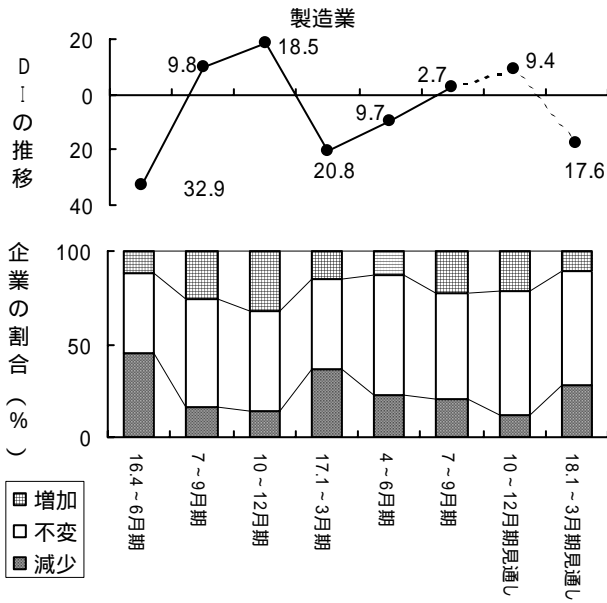 製造業
DIの推移
20
0
20
40
9.8
18.5
32.9
20.8
9.7
2.7
9.4
17.6
企業の割合（％）
100
50
0
16.4～6月期
7～9月期
10～12月期
17.1～3月期
4～6月期
7～9月期
10～12月期見通し
18.1～3月期見通し
増加
不変
減少